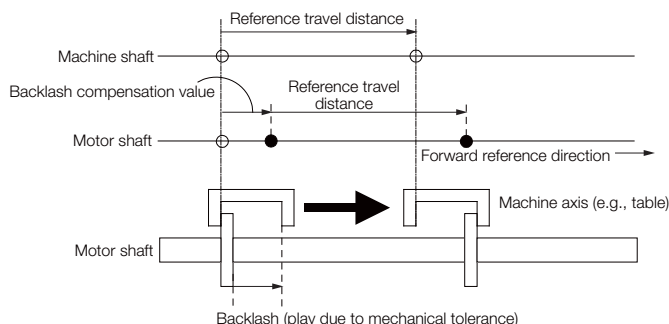 Reference travel distance
Machine shaft
Backlash compensation value
Reference travel
distance
Motor shaft
Forward reference direction
Machine axis (e.g., table)
Motor shaft
Backlash (play due to mechanical tolerance)